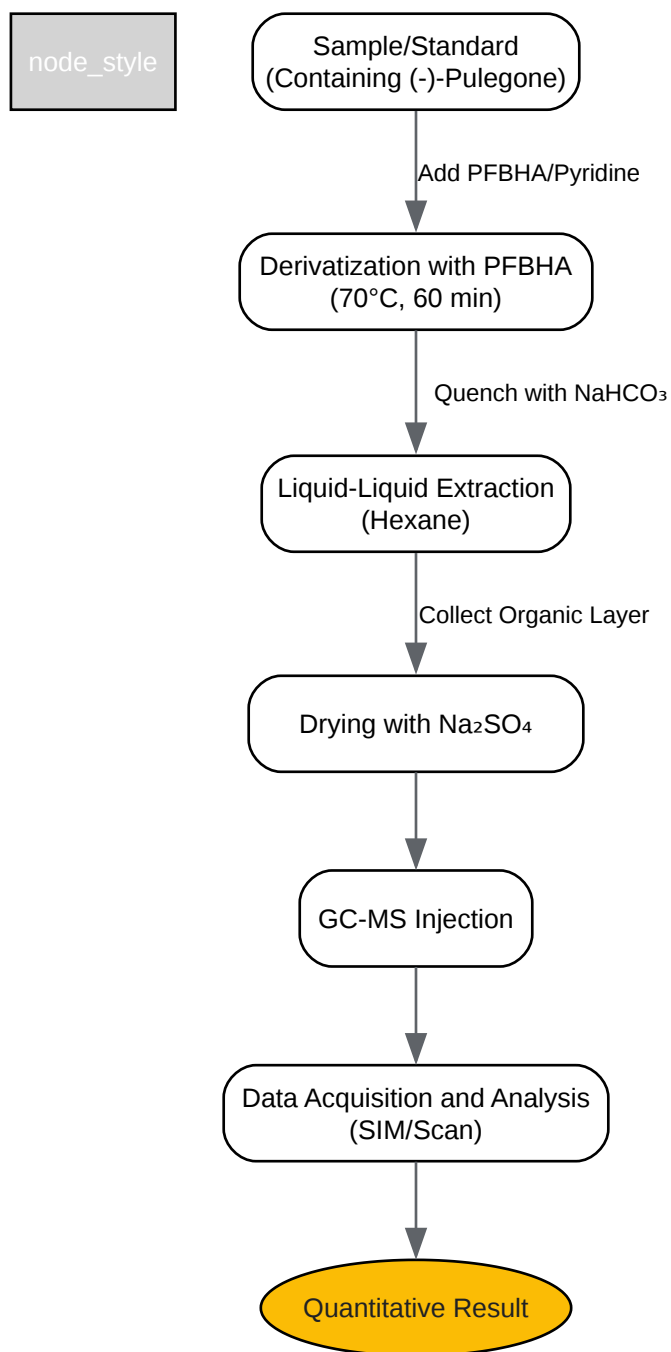 node_style
Sample/Standard
(Containing (-)-Pulegone)
Add PFBHA/Pyridine
Derivatization with PFBHA
(70°C, 60 min)
Quench with NaHCO₃
Liquid-Liquid Extraction
(Hexane)
Collect Organic Layer
Drying with Na₂SO₄
GC-MS Injection
Data Acquisition and Analysis
(SIM/Scan)
Quantitative Result